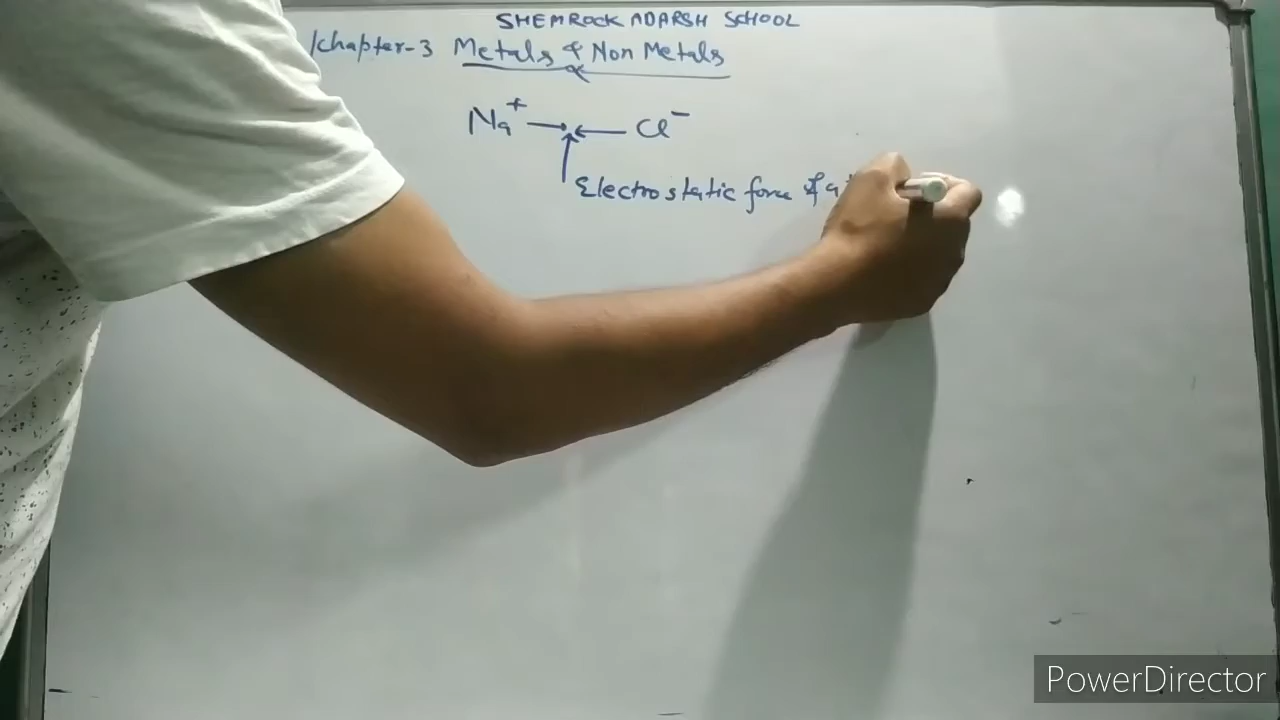 SHEMROCK ADARSH SCHOOL
/chapter-3 Metals & Non Metals
Na+ → ← Cl-
Electrostatic force of
PowerDirector